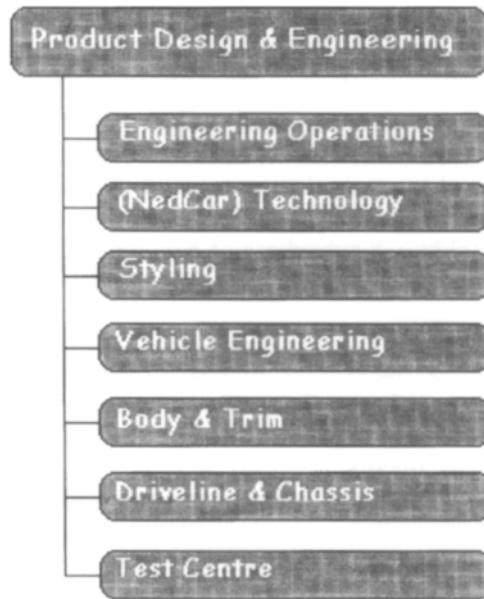 Product Design & Engineering
Engineering Operations
(NedCar) Technology
Styling
Vehicle Engineering
Body & Trim
Driveline & Chassis
Test Centre